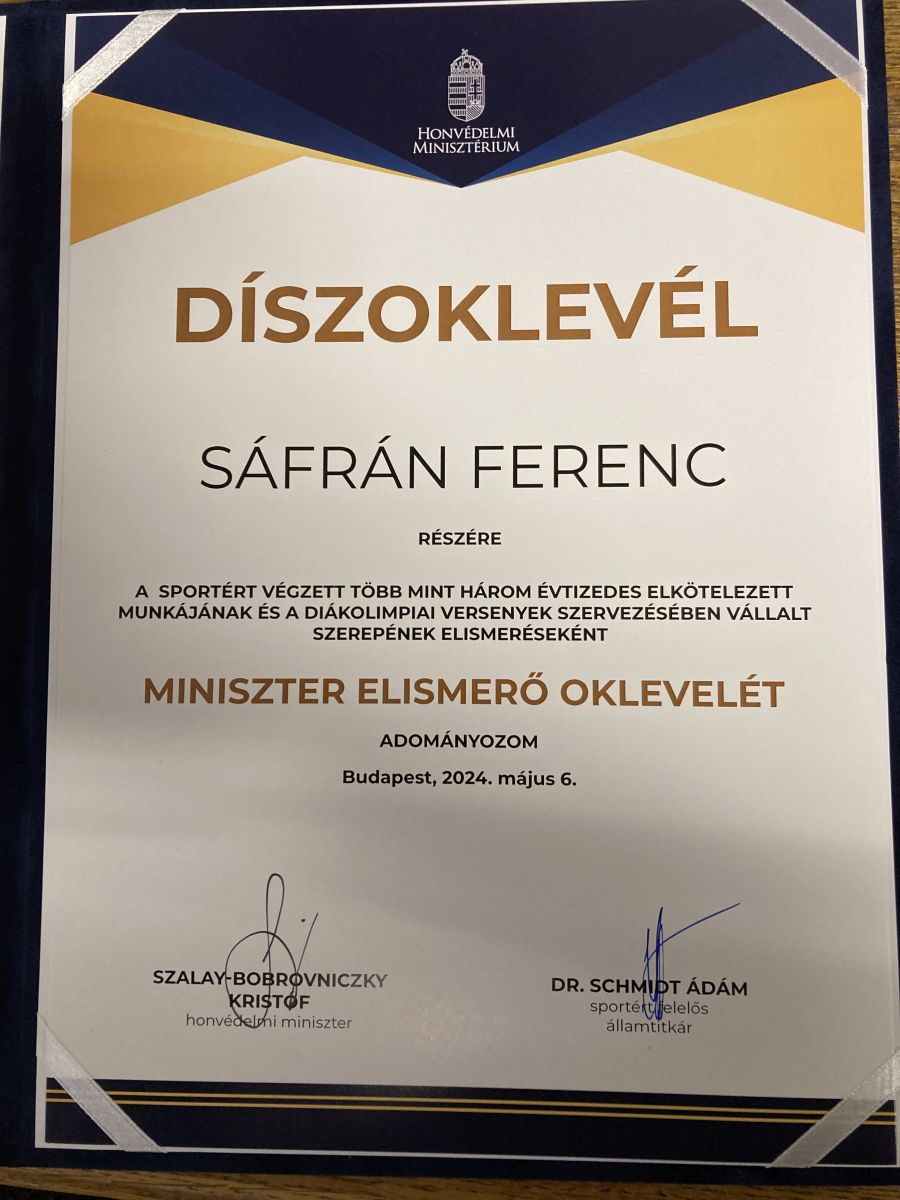 HONVÉDELMI
MINISZTÉRIUM
DÍSZOKLEVÉL
SÁFRÁN FERENC
RÉSZÉRE
A SPORTÉRT VÉGZETT TÖBB MINT HÁROM ÉVTIZEDES ELKÖTELEZETT
MUNKÁJÁNAK ÉS A DIÁKOLIMPIAI VERSENYEK SZERVEZÉSÉBEN VÁLLALT
SZEREPÉNEK ELISMERÉSEKÉNT
MINISZTER ELISMERŐ OKLEVELÉT
ADOMÁNYOZOM
Budapest, 2024. május 6.
SZALAY-BOBROVNICZKY
KRISTÓF
honvédelmi miniszter
DR. SCHMIDT ÁDÁM
sportért felelős
államtitkár